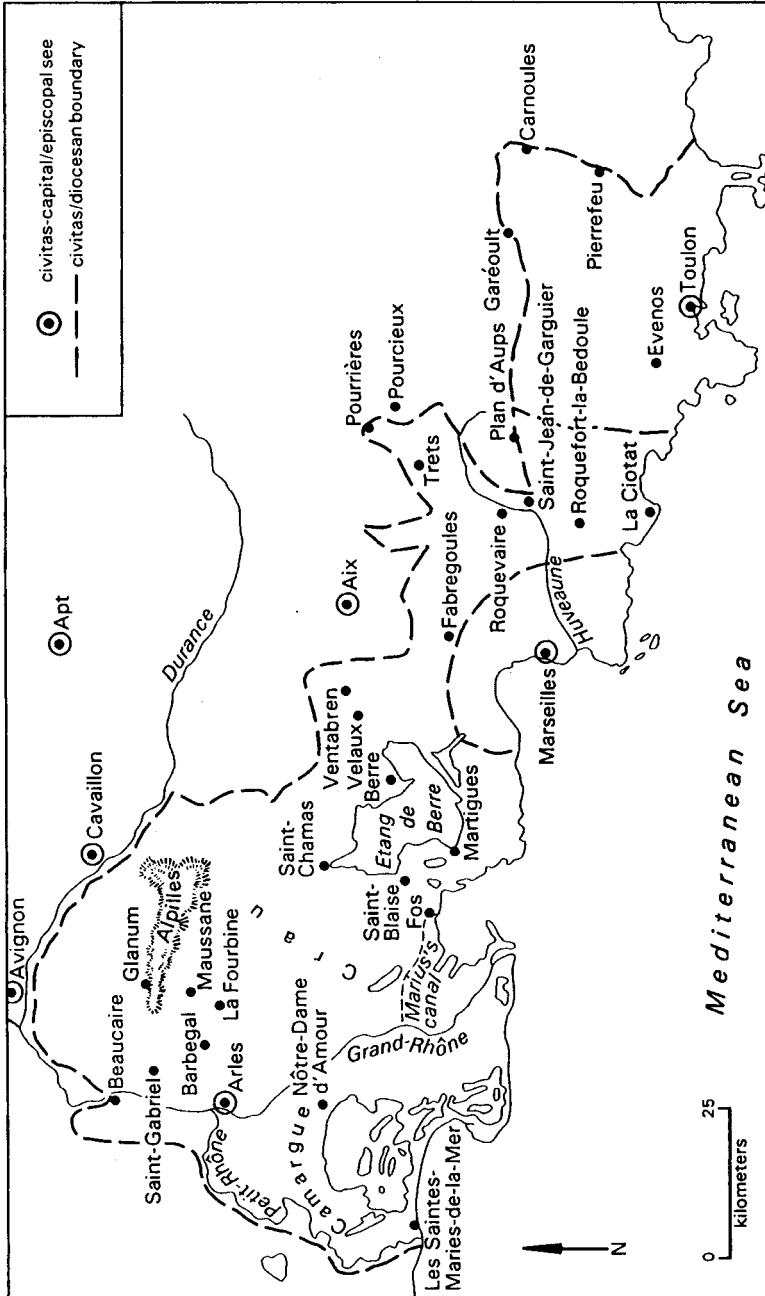 civitas-capital/episcopal see
civitas/diocesan boundary
Avignon
Apt
Cavaillon
Durance
Beaucaire
Glanum
Alpilles
Saint-Gabriel
Maussane
Barbegal
La Fourbine
Arles
Petit-Rhône
Nôtre-Dame
d'Amour
Camargue
Grand-Rhône
Crau
Marius's
canal
Les Saintes-
Maries-de-la-Mer
Saint-
Chamas
Ventabren
Velaux
Berre
Etang
de
Berre
Saint-
Blaise
Fos
Martigues
Aix
Fabregoules
Marseilles
Huveaune
Roquevaire
Pourrières
Pourcieux
Trets
Plan d'Aups
Saint-Jean-de-Garguier
Roquefort-la-Bedoule
La Ciotat
Garéoult
Carnoules
Pierrefeu
Evenos
Toulon
Mediterranean Sea
N
0 25
kilometers